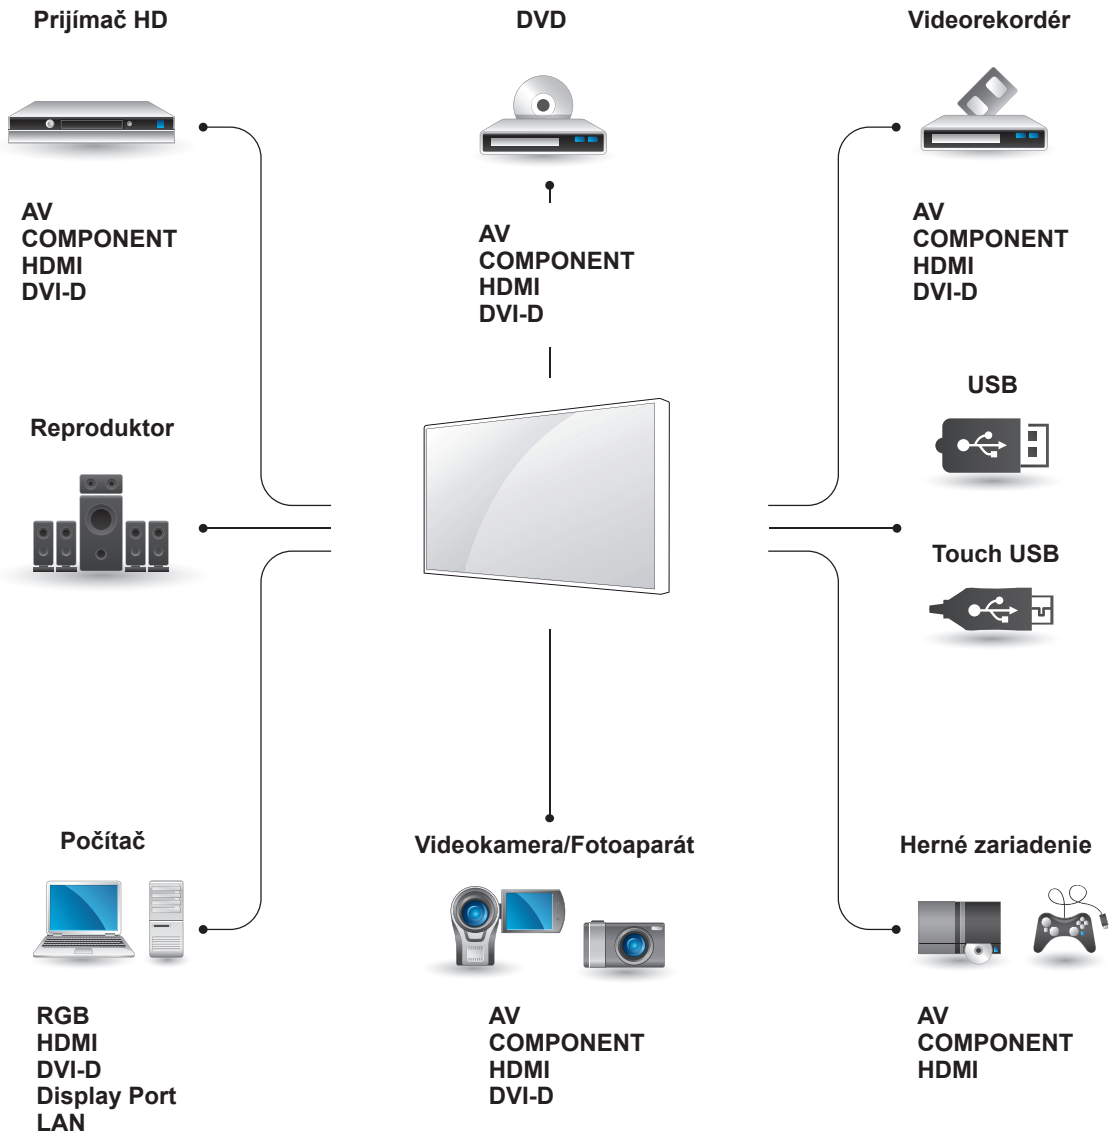 Prijímač HD
AV
COMPONENT
HDMI
DVI-D
DVD
AV
COMPONENT
HDMI
DVI-D
Videorekordér
AV
COMPONENT
HDMI
DVI-D
Reproduktor
USB
Touch USB
Počítač
RGB
HDMI
DVI-D
Display Port
LAN
Videokamera/Fotoaparát
AV
COMPONENT
HDMI
DVI-D
Herné zariadenie
AV
COMPONENT
HDMI